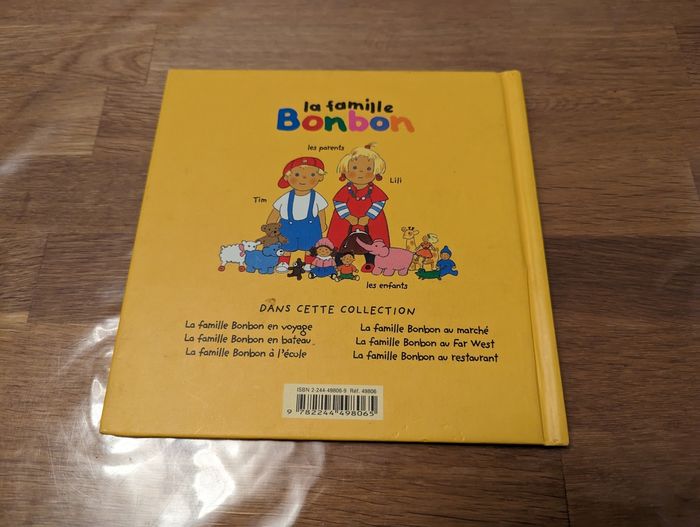 la famille
Bonbon
les parents
Tim
Lili
les enfants
DANS CETTE COLLECTION
La famille Bonbon en voyage
La famille Bonbon en bateau
La famille Bonbon à l'école
La famille Bonbon au marché
La famille Bonbon au Far West
La famille Bonbon au restaurant
ISBN 2-244-49806-9 Réf. 49806
9 782244 498065